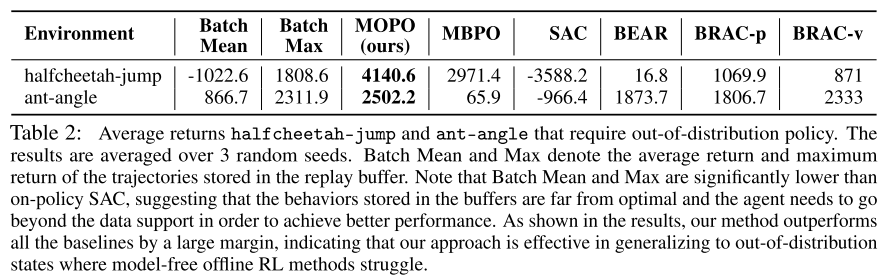 Environment Batch Mean Batch Max MOPO (ours) MBPO SAC BEAR BRAC-p BRAC-v
halfcheetah-jump -1022.6 1808.6 4140.6 2971.4 -3588.2 16.8 1069.9 871
ant-angle 866.7 2311.9 2502.2 65.9 -966.4 1873.7 1806.7 2333
Table 2: Average returns halfcheetah-jump and ant-angle that require out-of-distribution policy. The
results are averaged over 3 random seeds. Batch Mean and Max denote the average return and maximum
return of the trajectories stored in the replay buffer. Note that Batch Mean and Max are significantly lower than
on-policy SAC, suggesting that the behaviors stored in the buffers are far from optimal and the agent needs to go
beyond the data support in order to achieve better performance. As shown in the results, our method outperforms
all the baselines by a large margin, indicating that our approach is effective in generalizing to out-of-distribution
states where model-free offline RL methods struggle.